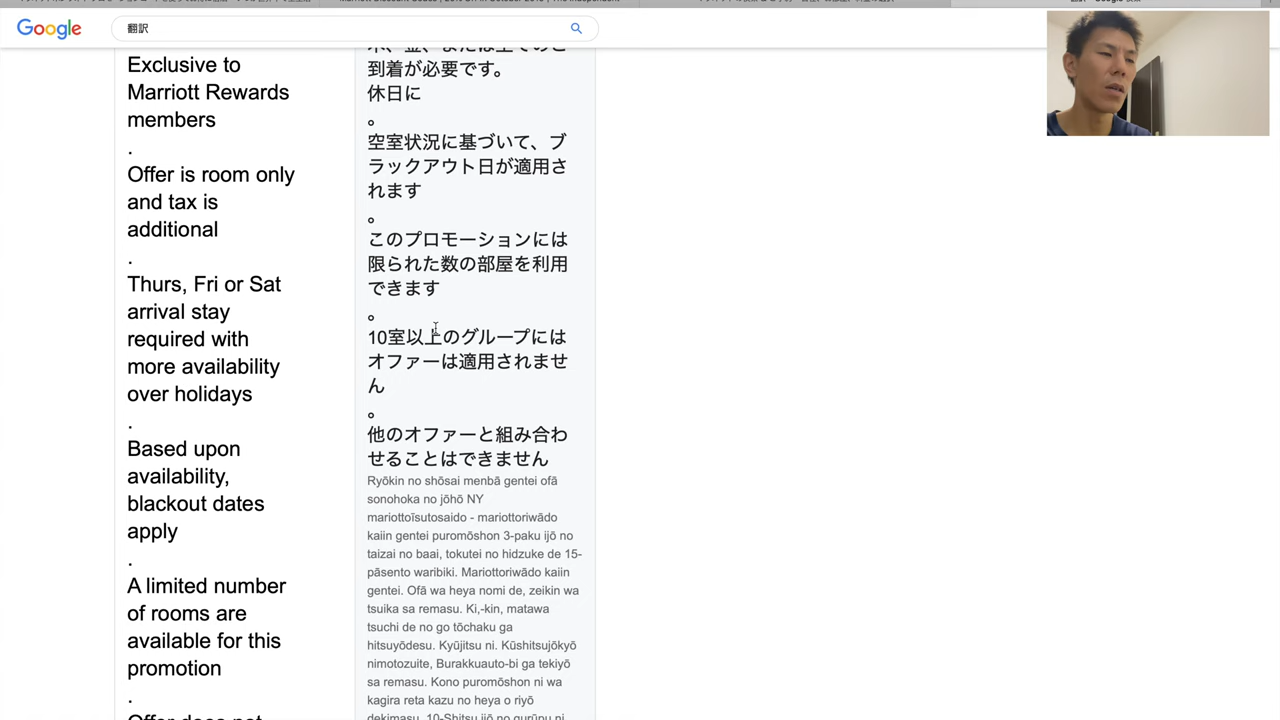 Google
翻訳
Exclusive to
Marriott Rewards
members
.
Offer is room only
and tax is
additional
.
Thurs, Fri or Sat
arrival stay
required with
more availability
over holidays
.
Based upon
availability,
blackout dates
apply
.
A limited number
of rooms are
available for this
promotion
.
到着が必要です。
休日に
。
空室状況に基づいて、ブ
ラックアウト日が適用さ
れます
。
このプロモーションには
限られた数の部屋を利用
できます
。
10室以上のグループには
オファーは適用されませ
ん
。
他のオファーと組み合わ
せることはできません
Ryōkin no shōsai menbā gentei ofā
sonohoka no jōhō NY
mariottoīsutosaido - mariottoriwādo
kaiin gentei puromōshon 3-paku ijō no
taizai no baai, tokutei no hidzuke de 15-
pāsento waribiki. Mariottoriwādo kaiin
gentei. Ofā wa heya nomi de, zeikin wa
tsuika sa remasu. Ki,-kin, matawa
tsuchi de no go tōchaku ga
hitsuyōdesu. Kyūjitsu ni. Kūshitsujōkyō
nimotozuite, Burakkuauto-bi ga tekiyō
sa remasu. Kono puromōshon ni wa
kagira reta kazu no heya o riyō
dekimasu. 10-Shitsu ijō no gurūpu ni